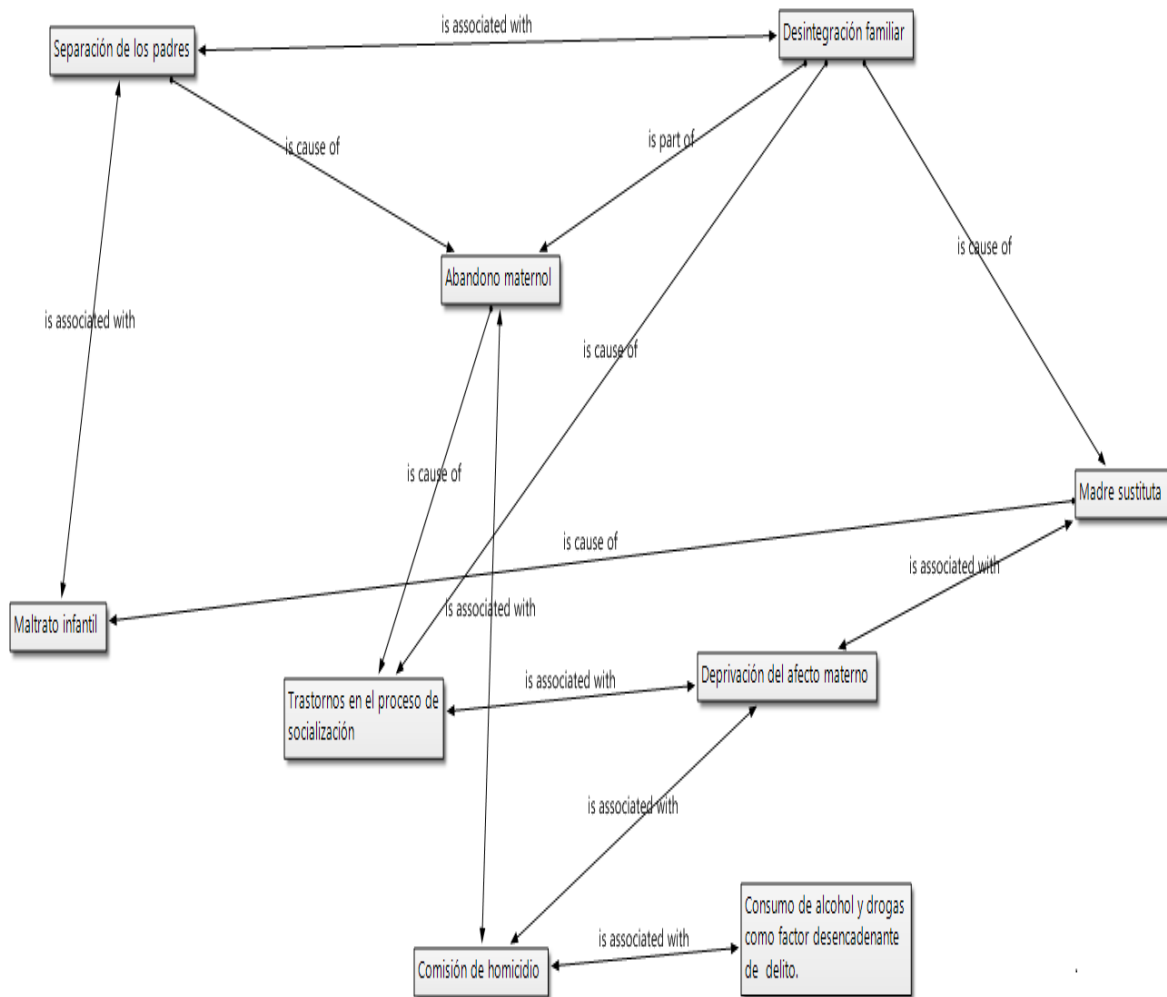 is associated with
Separación de los padres
Desintegración familiar
is cause of
is part of
is cause of
Abandono maternol
is associated with
is cause of
is cause of
Madre sustituta
is cause of
is associated with
Maltrato infantil
is associated with
Deprivación del afecto materno
is associated with
Trastornos en el proceso de
socialización
is associated with
Consumo de alcohol y drogas
como factor desencadenante
de delito.
is associated with
Comisión de homicidio